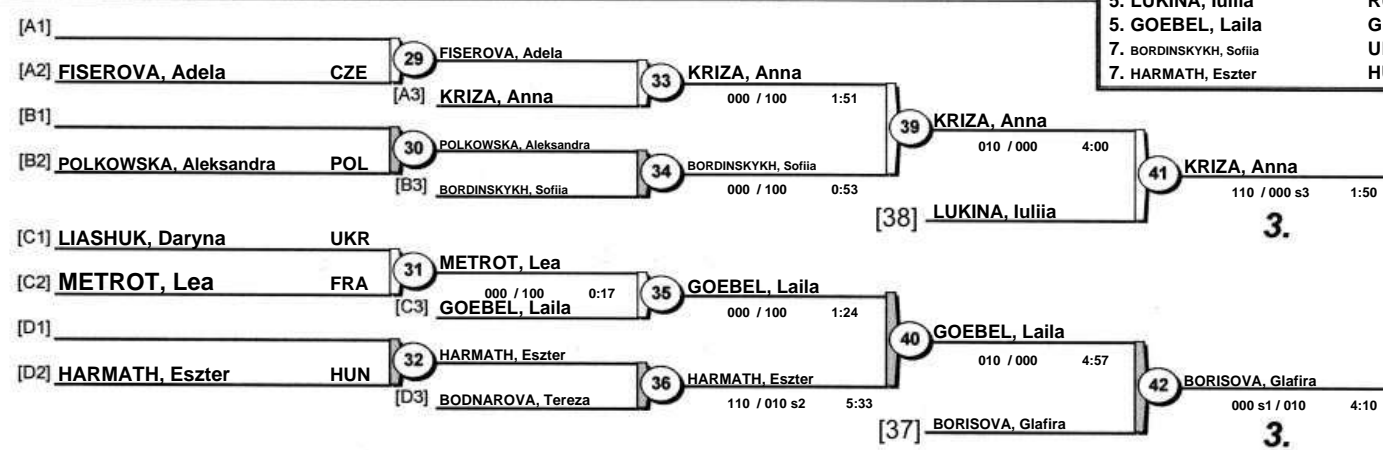 5. LUKINA, Iuliia
5. GOEBEL, Laila G
7. BORDINSKYKH, Sofiia
7. HARMATH, Eszter
[A1]
[A2] FISEROVA, Adela CZE
29
FISEROVA, Adela
[A3] KRIZA, Anna
33
KRIZA, Anna
000 / 100 1:51
[B1]
[B2] POLKOWSKA, Aleksandra POL
30
POLKOWSKA, Aleksandra
[B3] BORDINSKYKH, Sofiia
34
BORDINSKYKH, Sofiia
000 / 100 0:53
39
KRIZA, Anna
010 / 000 4:00
[38] LUKINA, Iuliia
41
KRIZA, Anna
110 / 000 s3 1:50
3.
[C1] LIASHUK, Daryna UKR
[C2] METROT, Lea FRA
31
METROT, Lea
000 / 100 0:17
[C3] GOEBEL, Laila
35
GOEBEL, Laila
000 / 100 1:24
[D1]
[D2] HARMATH, Eszter HUN
32
HARMATH, Eszter
[D3] BODNAROVA, Tereza
36
HARMATH, Eszter
110 / 010 s2 5:33
40
GOEBEL, Laila
010 / 000 4:57
[37] BORISOVA, Glafira
42
BORISOVA, Glafira
000 s1 / 010 4:10
3.